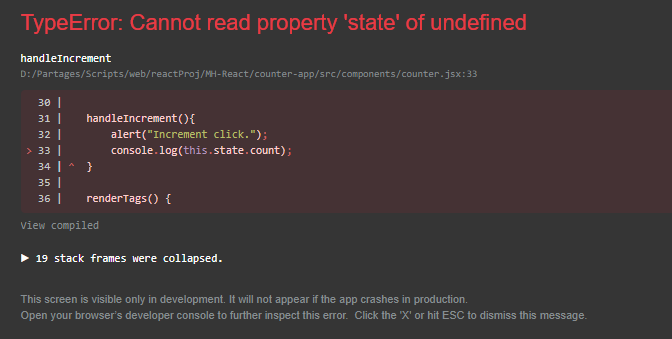 TypeError: Cannot read property 'state' of undefined
handleIncrement
D:/Partages/Scripts/web/reactProj/MH-React/counter-app/src/components/counter.jsx:33
30 |
31 | handleIncrement(){
32 | alert("Increment click.");
> 33 | console.log(this.state.count);
34 | ^ }
35 |
36 | renderTags() {
View compiled
▶ 19 stack frames were collapsed.
This screen is visible only in development. It will not appear if the app crashes in production.
Open your browser's developer console to further inspect this error. Click the 'X' or hit ESC to dismiss this message.